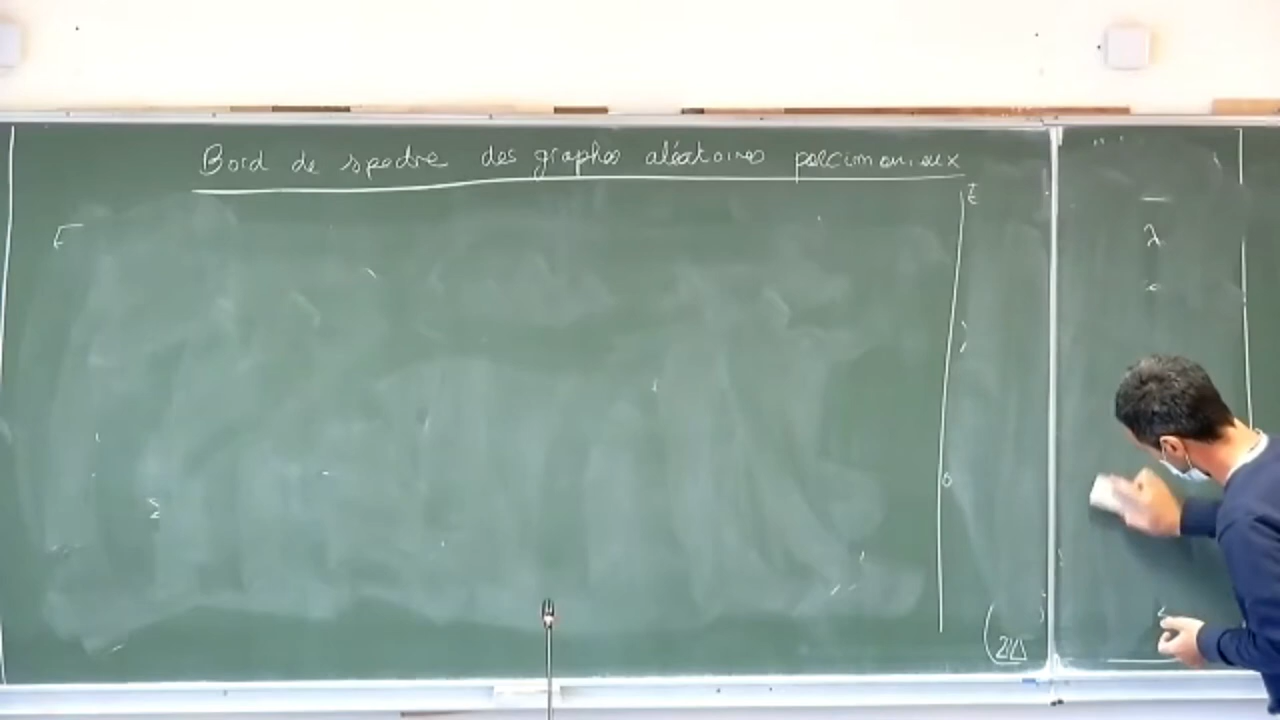 Bord de spectre des graphes aléatoires parcimonieux
Σ
λ